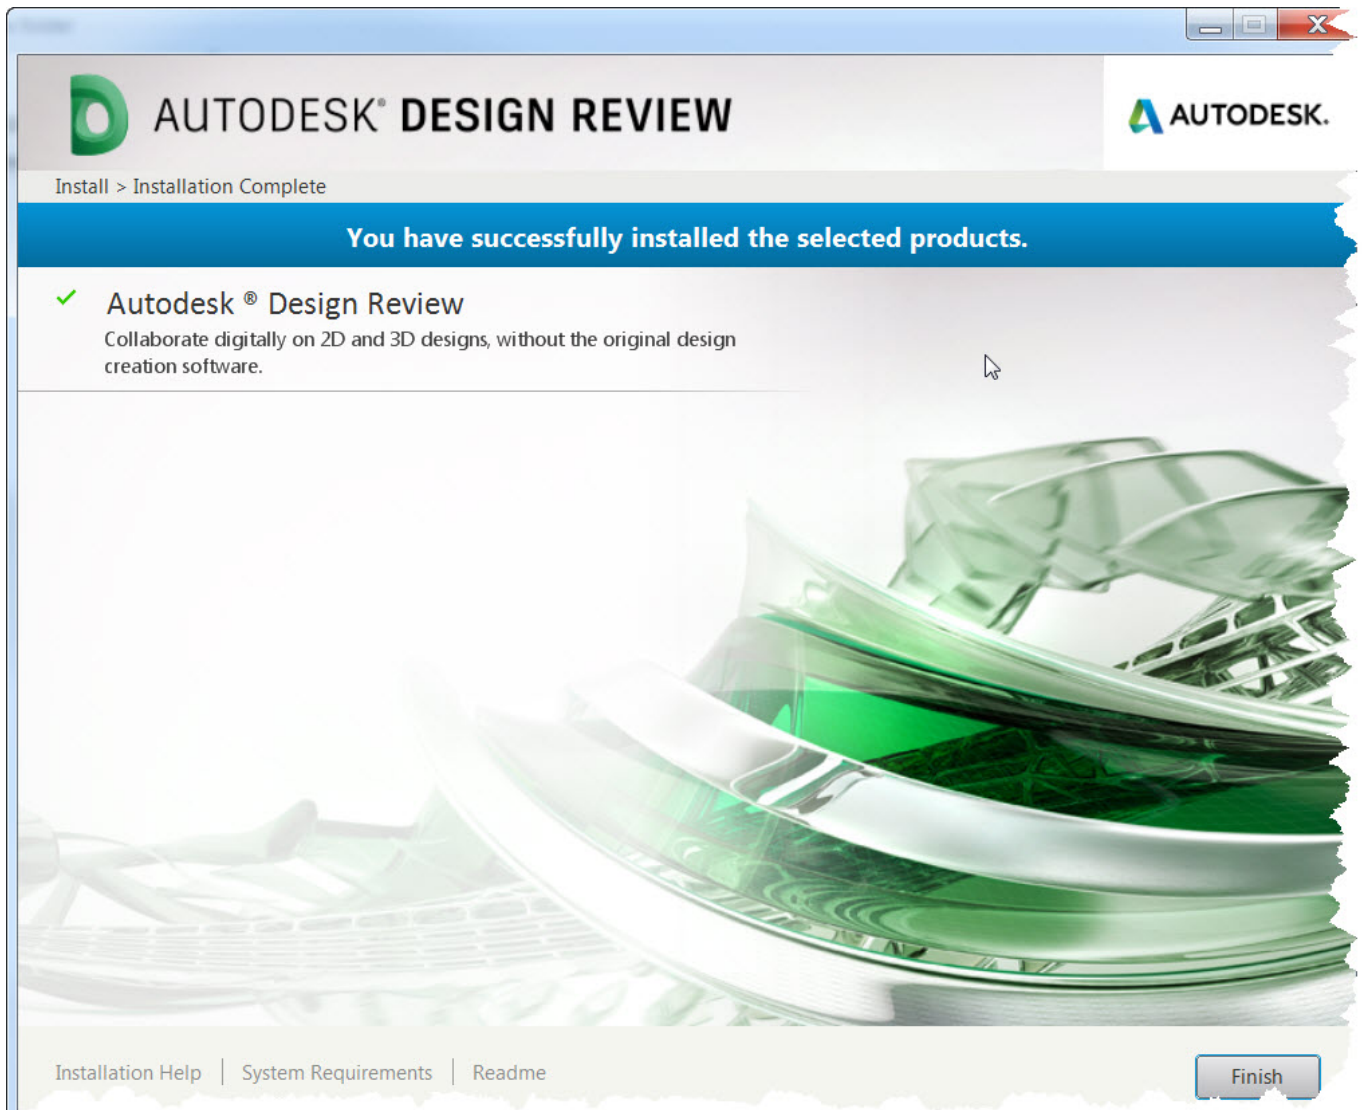 AUTODESK® DESIGN REVIEW
AUTODESK.
Install > Installation Complete
You have successfully installed the selected products.
Autodesk ® Design Review
Collaborate digitally on 2D and 3D designs, without the original design
creation software.
Installation Help | System Requirements | Readme
Finish